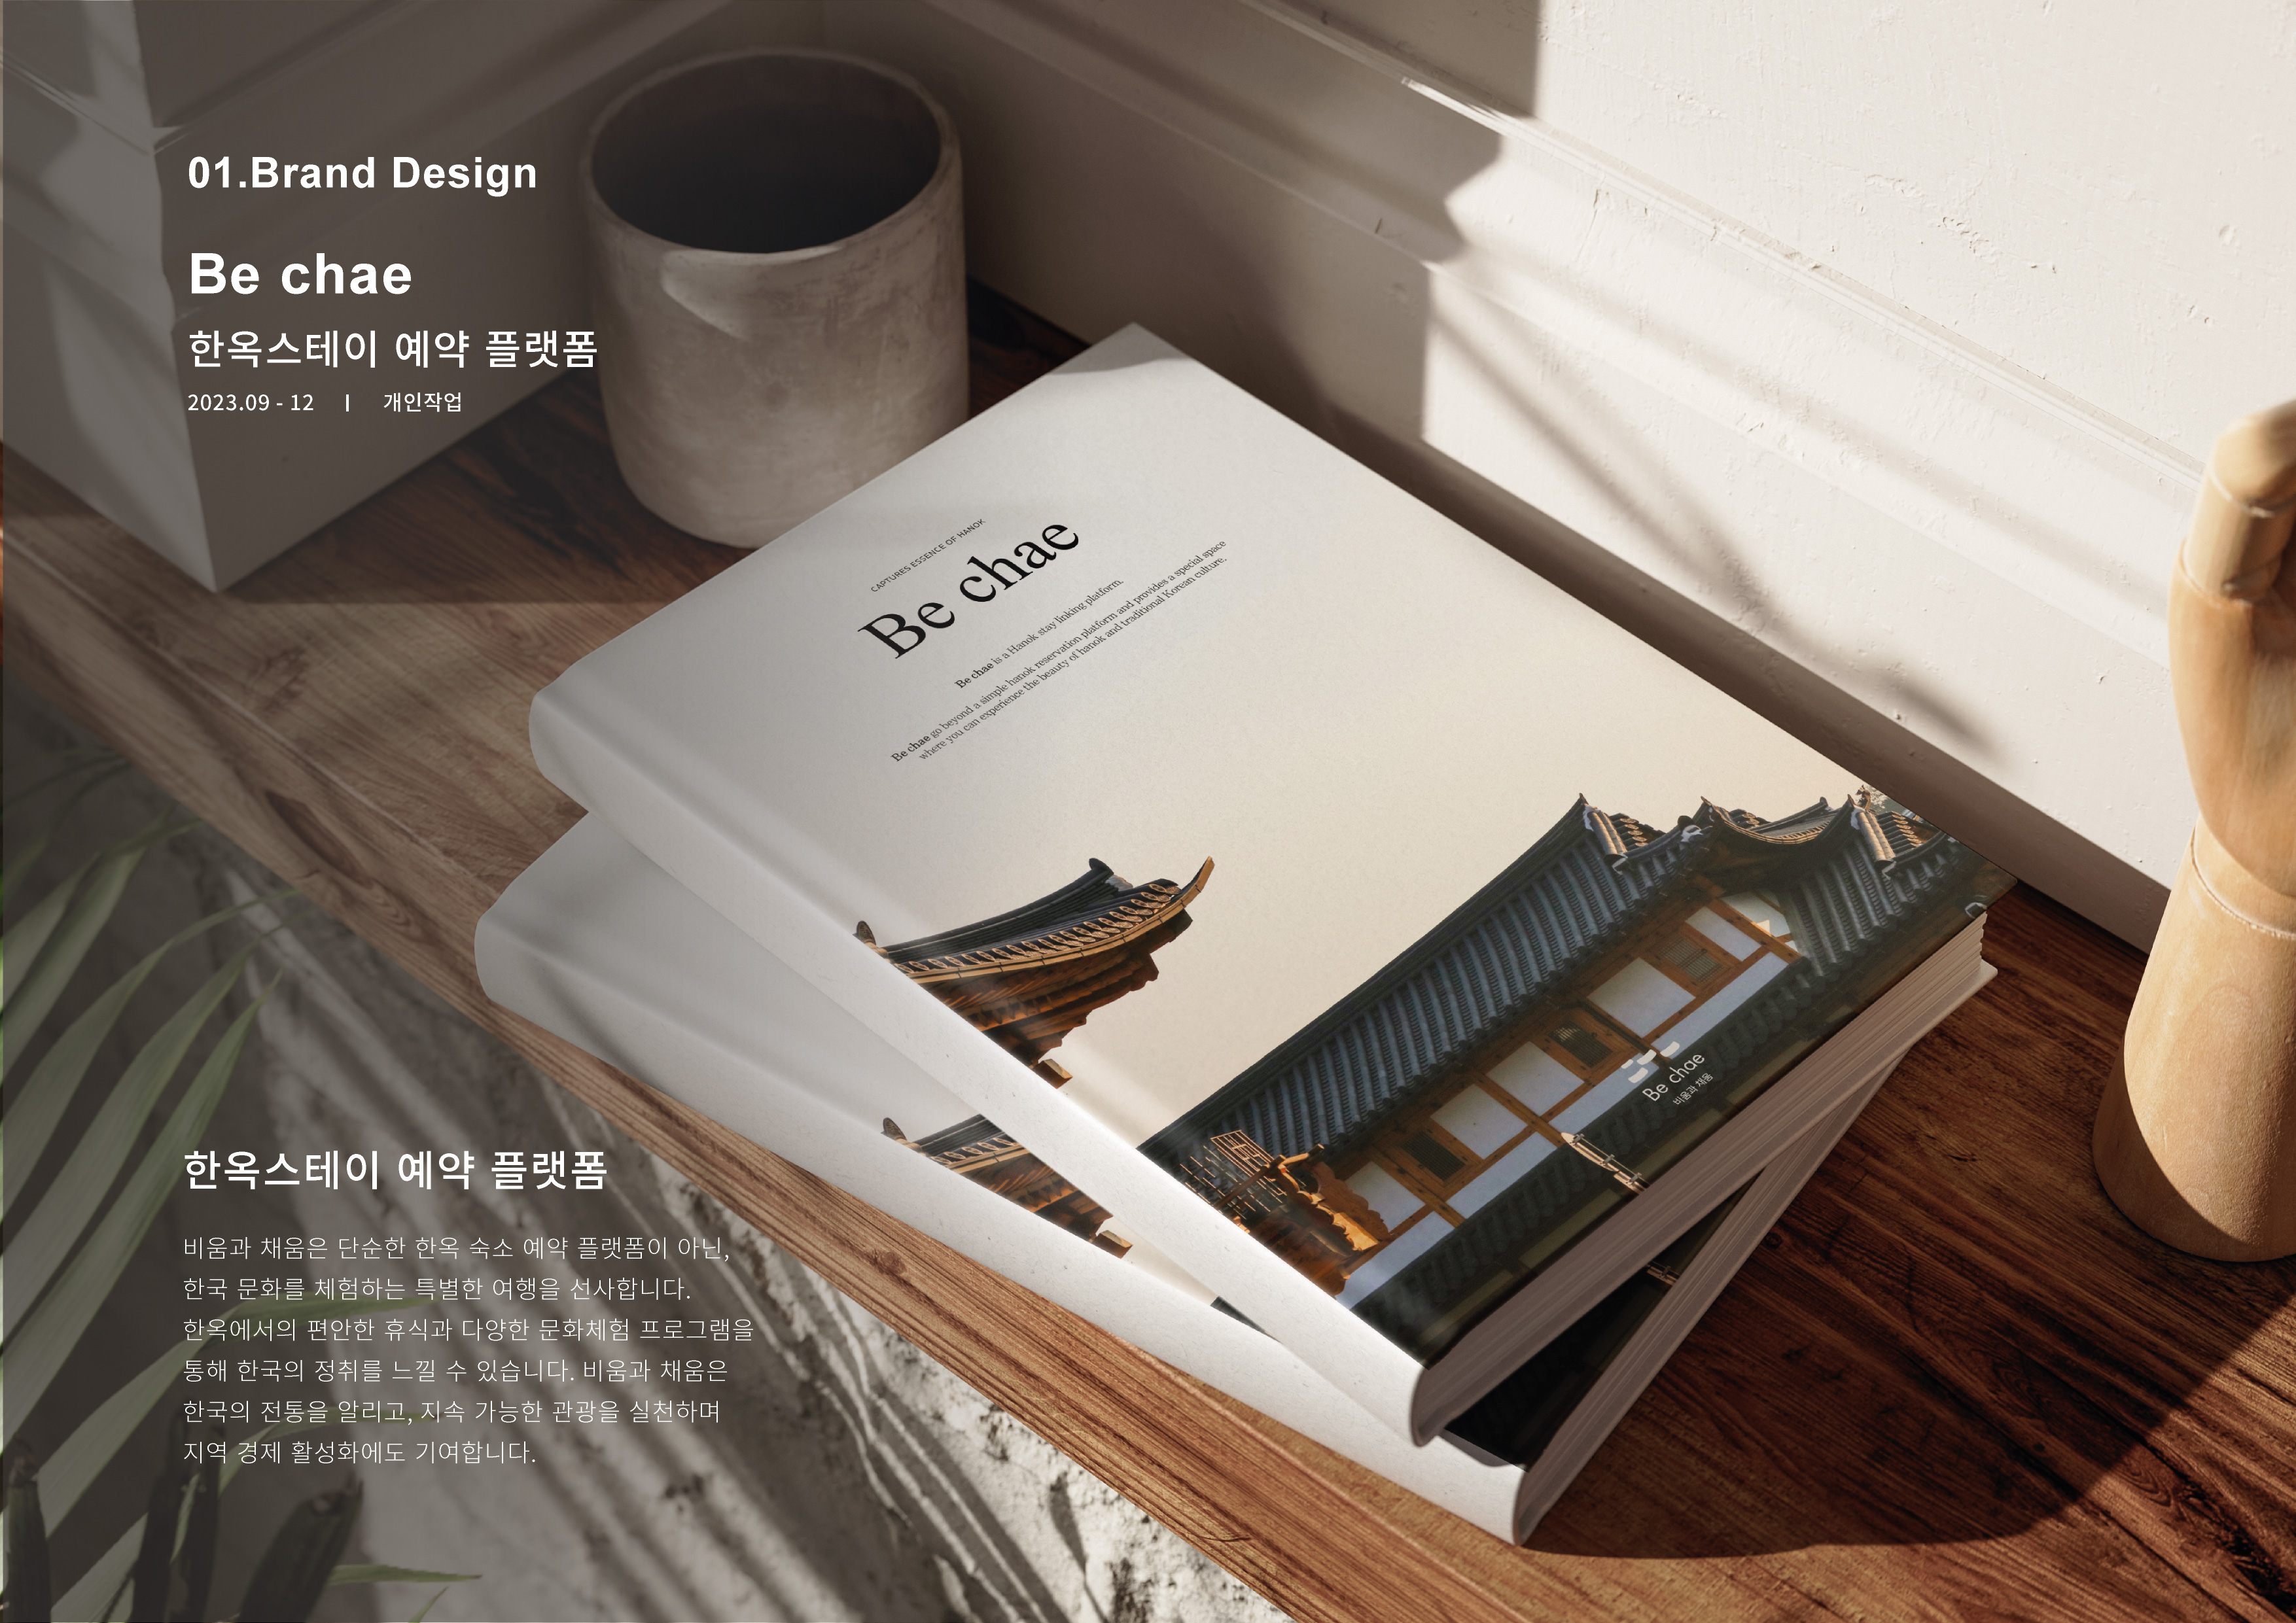 01.Brand Design
Be chae
한옥스테이 예약 플랫폼
2023.09 - 12 | 개인작업
CAPTURES ESSENCE OF HANOK
Be chae
Be chae is a Hanok stay linking platform.
Be chae go beyond a simple hanok reservation platform and provides a special space
where you can experience the beauty of hanok and traditional Korean culture.
Be chae
비움과 채움
한옥스테이 예약 플랫폼
비움과 채움은 단순한 한옥 숙소 예약 플랫폼이 아닌,
한국 문화를 체험하는 특별한 여행을 선사합니다.
한옥에서의 편안한 휴식과 다양한 문화체험 프로그램을
통해 한국의 정취를 느낄 수 있습니다. 비움과 채움은
한국의 전통을 알리고, 지속 가능한 관광을 실천하며
지역 경제 활성화에도 기여합니다.